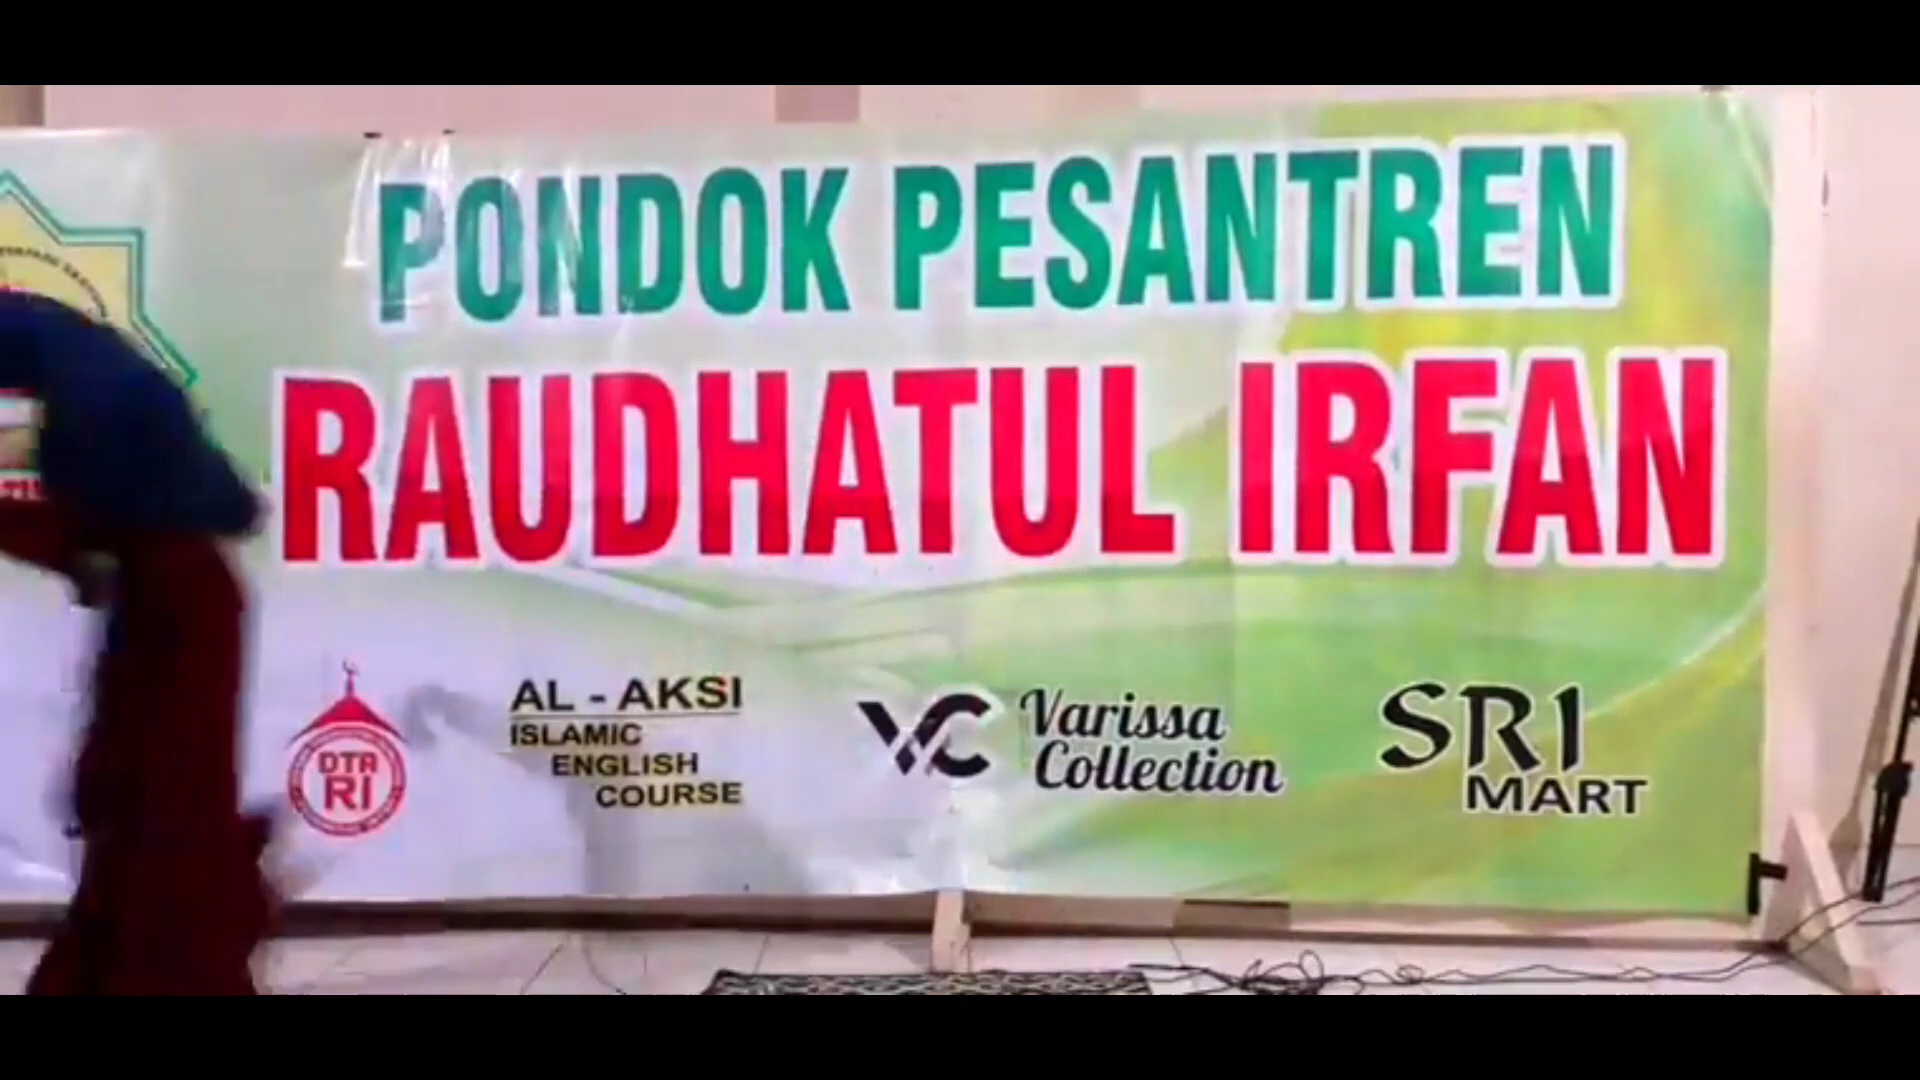 PONDOK PESANTREN
RAUDHATUL IRFAN
DTA
RI
AL - AKSI
ISLAMIC
ENGLISH
COURSE
VC
Varissa
Collection
SRI
MART